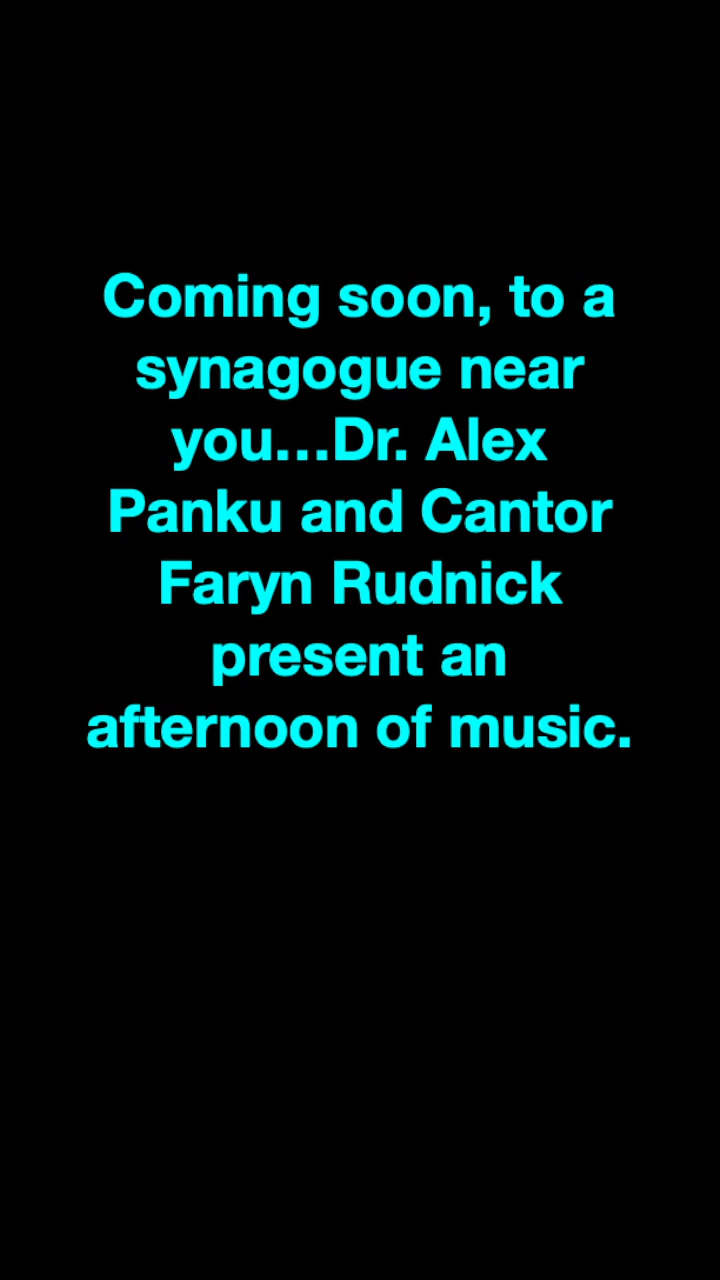 Coming soon, to a
synagogue near
you...Dr. Alex
Panku and Cantor
Faryn Rudnick
present an
afternoon of music.